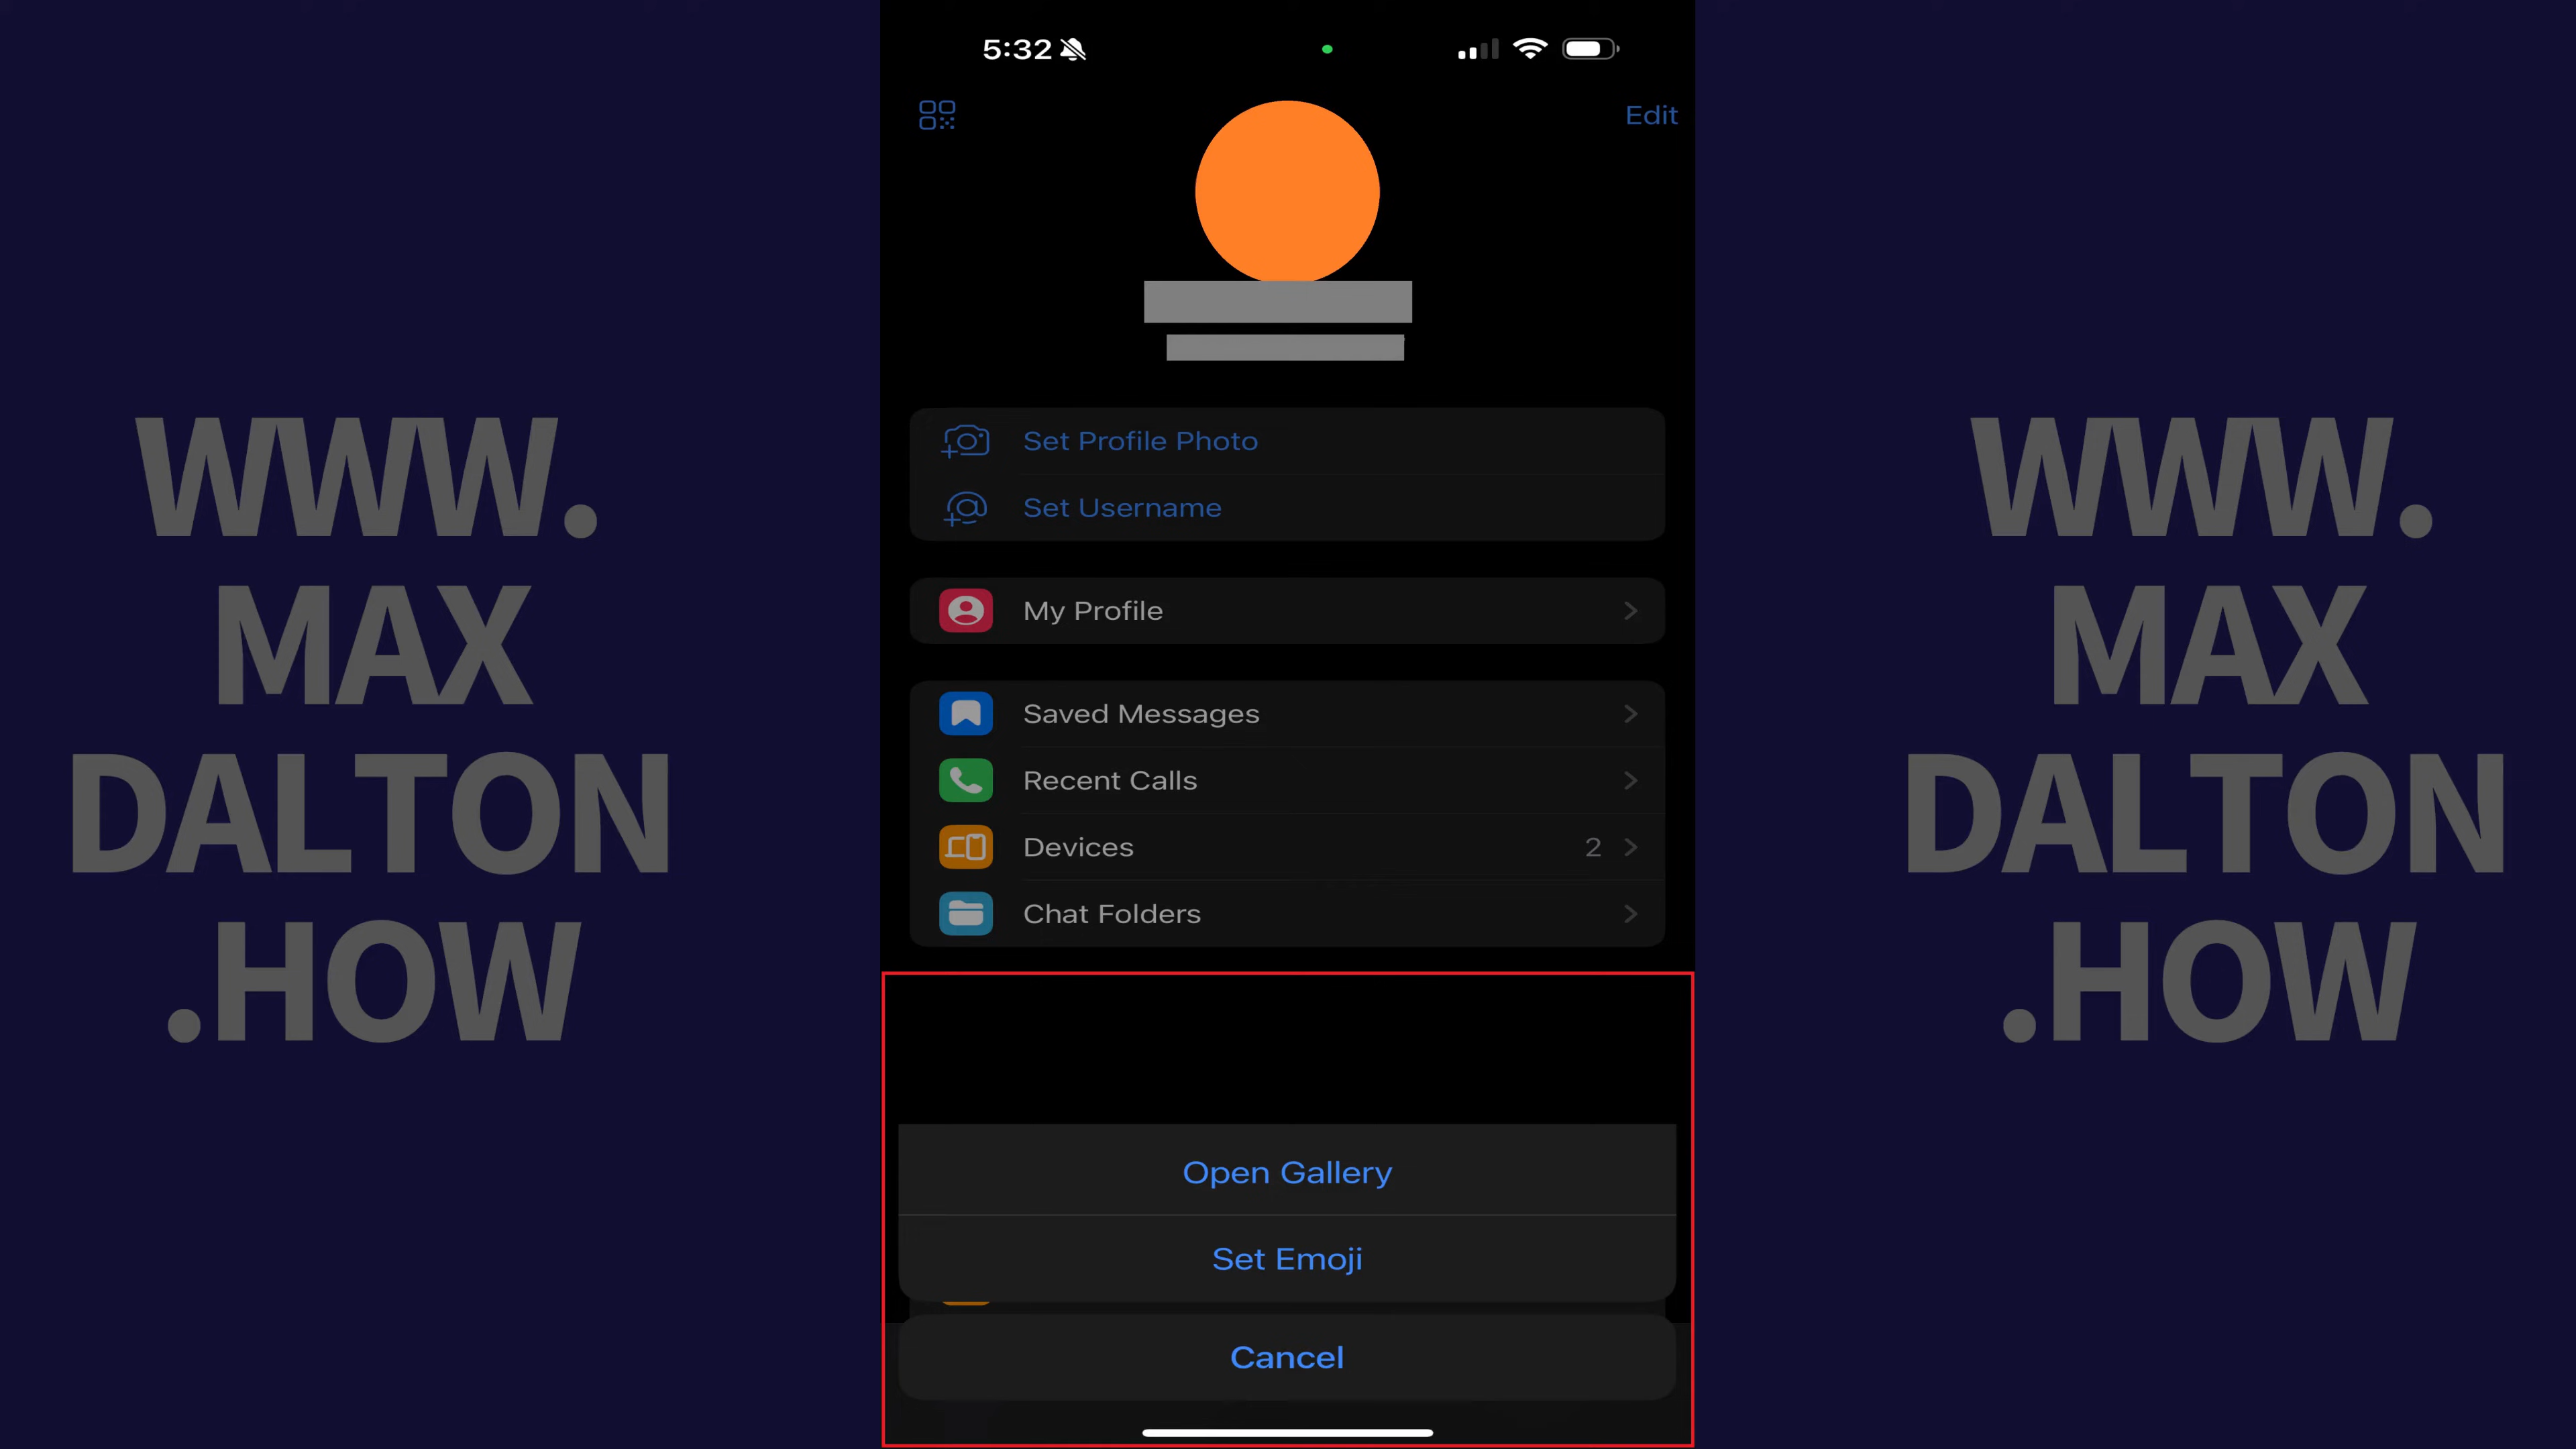 WWW.
MAX
DALTON
.HOW
5:32
Edit
Set Profile Photo
Set Username
My Profile
Saved Messages
Recent Calls
Devices 2
Chat Folders
Open Gallery
Set Emoji
Cancel
WWW.
MAX
DALTON
.HOW